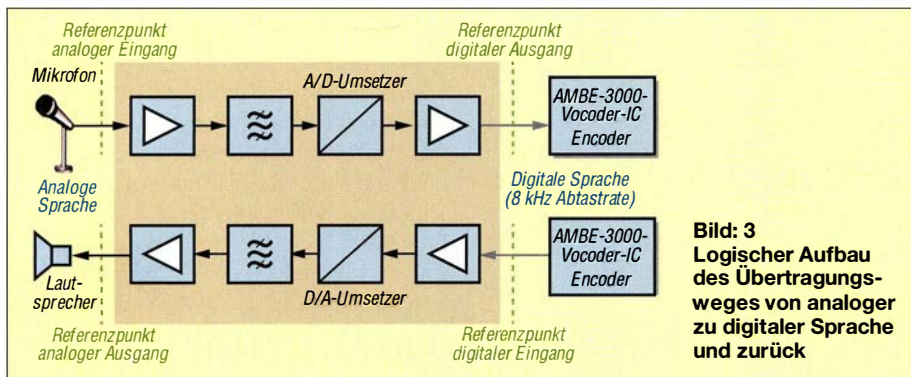 Referenzpunkt
analoger Eingang
Referenzpunkt
digitaler Ausgang
Mikrofon
A/D-Umsetzer
AMBE-3000-
Vocoder-IC
Encoder
Analoge
Sprache
Digitale Sprache
(8 kHz Abtastrate)
Laut-
sprecher
D/A-Umsetzer
AMBE-3000-
Vocoder-IC
Encoder
Referenzpunkt
analoger Ausgang
Referenzpunkt
digitaler Eingang
Bild: 3
Logischer Aufbau
des Übertragungs-
weges von analoger
zu digitaler Sprache
und zurück